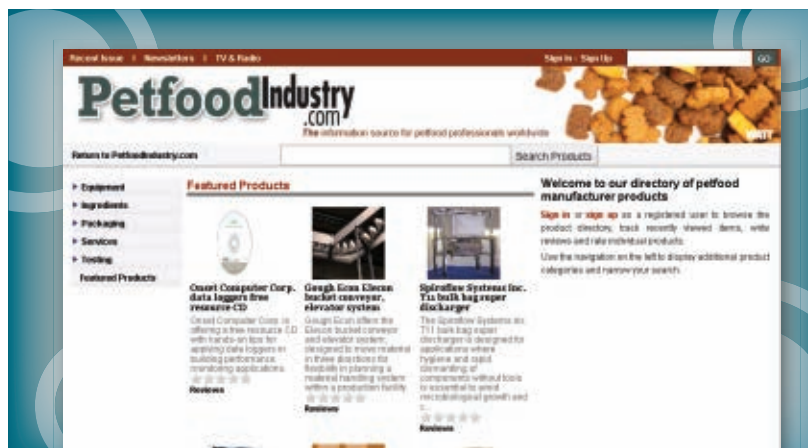 Recent Issue | Newsletters | TV & Radio
Sign In - Sign Up
GO
PetfoodIndustry
.com
The information source for petfood professionals worldwide
WATT
Return to PetfoodIndustry.com
Search Products
Equipment
Ingredients
Packaging
Services
Testing
Featured Products
Featured Products
Onset Computer Corp.
data loggers free
resource CD
Onset Computer Corp. is
offering a free resource CD
with hands-on tips for
applying data loggers in
building performance
monitoring applications.
Reviews
Gough Econ Elecon
bucket conveyor,
elevator system
Gough Econ offers the
Elecon bucket conveyor
and elevator system,
designed to move material
in three directions for
flexibility in planning a
material handling system
within a production facility.
Reviews
Spiroflow Systems Inc.
T11 bulk bag super
discharger
The Spiroflow Systems Inc.
T11 bulk bag super
discharger is designed for
applications where
hygiene and rapid
dismantling of
components without tools
is essential to avoid
microbiological growth and
c...
Reviews
Welcome to our directory of petfood
manufacturer products
Sign in or sign up as a registered user to browse the
product directory, track recently viewed items, write
reviews and rate individual products.
Use the navigation on the left to display additional product
categories and narrow your search.